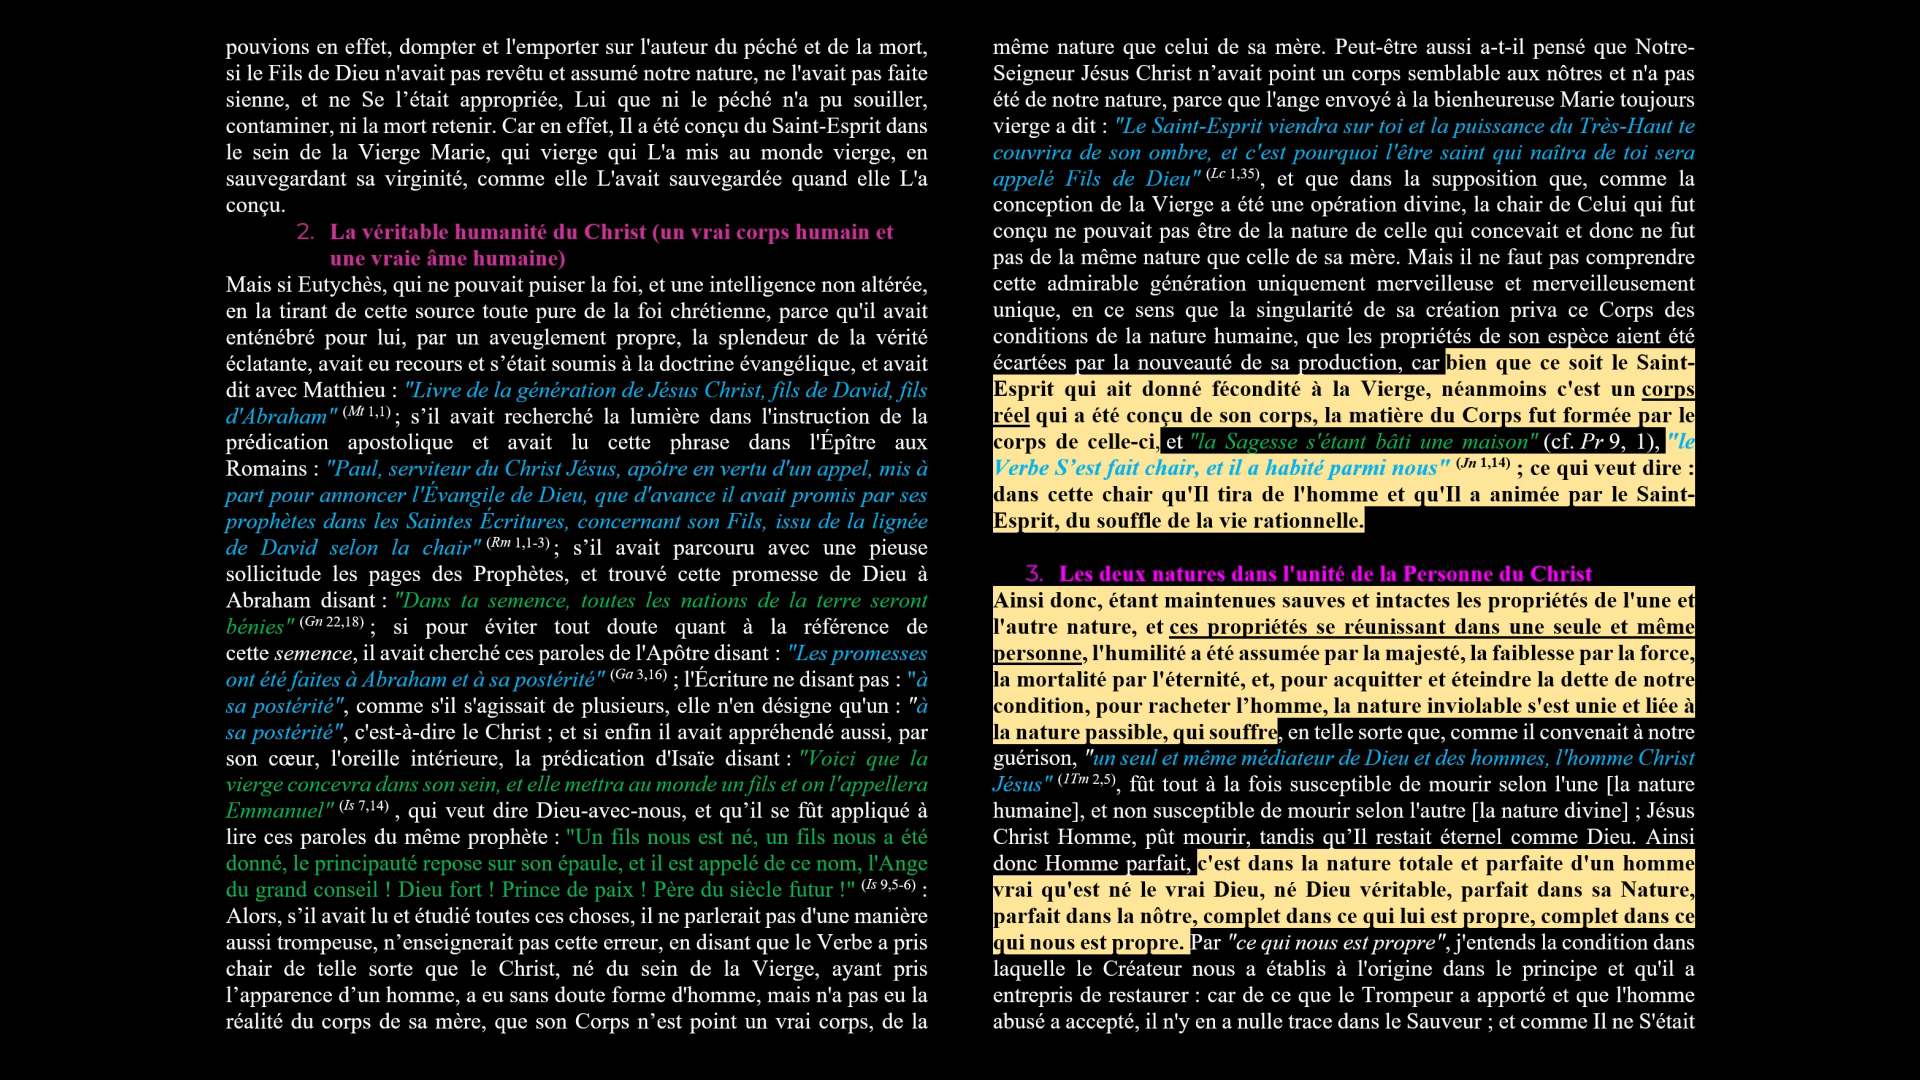 pouvions en effet, dompter et l'emporter sur l'auteur du péché et de la mort,
si le Fils de Dieu n'avait pas revêtu et assumé notre nature, ne l'avait pas faite
sienne, et ne Se l’était appropriée, Lui que ni le péché n'a pu souiller,
contaminer, ni la mort retenir. Car en effet, Il a été conçu du Saint-Esprit dans
le sein de la Vierge Marie, qui vierge qui L'a mis au monde vierge, en
sauvegardant sa virginité, comme elle L'avait sauvegardée quand elle L'a
conçu.
2. La véritable humanité du Christ (un vrai corps humain et
une vraie âme humaine)
Mais si Eutychès, qui ne pouvait puiser la foi, et une intelligence non altérée,
en la tirant de cette source toute pure de la foi chrétienne, parce qu'il avait
enténébré pour lui, par un aveuglement propre, la splendeur de la vérité
éclatante, avait eu recours et s’était soumis à la doctrine évangélique, et avait
dit avec Matthieu : "Livre de la génération de Jésus Christ, fils de David, fils
d'Abraham" (Mt 1,1) ; s’il avait recherché la lumière dans l'instruction de la
prédication apostolique et avait lu cette phrase dans l'Épître aux
Romains : "Paul, serviteur du Christ Jésus, apôtre en vertu d'un appel, mis à
part pour annoncer l'Évangile de Dieu, que d'avance il avait promis par ses
prophètes dans les Saintes Écritures, concernant son Fils, issu de la lignée
de David selon la chair" (Rm 1,1-3) ; s’il avait parcouru avec une pieuse
sollicitude les pages des Prophètes, et trouvé cette promesse de Dieu à
Abraham disant : "Dans ta semence, toutes les nations de la terre seront
bénies" (Gn 22,18) ; si pour éviter tout doute quant à la référence de
cette semence, il avait cherché ces paroles de l'Apôtre disant : "Les promesses
ont été faites à Abraham et à sa postérité" (Ga 3,16) ; l'Écriture ne disant pas : "à
sa postérité", comme s'il s'agissait de plusieurs, elle n'en désigne qu'un : "à
sa postérité", c'est-à-dire le Christ ; et si enfin il avait appréhendé aussi, par
son cœur, l'oreille intérieure, la prédication d'Isaïe disant : "Voici que la
vierge concevra dans son sein, et elle mettra au monde un fils et on l'appellera
Emmanuel" (Is 7,14) , qui veut dire Dieu-avec-nous, et qu’il se fût appliqué à
lire ces paroles du même prophète : "Un fils nous est né, un fils nous a été
donné, le principauté repose sur son épaule, et il est appelé de ce nom, l'Ange
du grand conseil ! Dieu fort ! Prince de paix ! Père du siècle futur !" (Is 9,5-6) :
Alors, s’il avait lu et étudié toutes ces choses, il ne parlerait pas d'une manière
aussi trompeuse, n’enseignerait pas cette erreur, en disant que le Verbe a pris
chair de telle sorte que le Christ, né du sein de la Vierge, ayant pris
l’apparence d’un homme, a eu sans doute forme d'homme, mais n'a pas eu la
réalité du corps de sa mère, que son Corps n’est point un vrai corps, de la
même nature que celui de sa mère. Peut-être aussi a-t-il pensé que Notre-
Seigneur Jésus Christ n’avait point un corps semblable aux nôtres et n'a pas
été de notre nature, parce que l'ange envoyé à la bienheureuse Marie toujours
vierge a dit : "Le Saint-Esprit viendra sur toi et la puissance du Très-Haut te
couvrira de son ombre, et c'est pourquoi l'être saint qui naîtra de toi sera
appelé Fils de Dieu" (Lc 1,35), et que dans la supposition que, comme la
conception de la Vierge a été une opération divine, la chair de Celui qui fut
conçu ne pouvait pas être de la nature de celle qui concevait et donc ne fut
pas de la même nature que celle de sa mère. Mais il ne faut pas comprendre
cette admirable génération uniquement merveilleuse et merveilleusement
unique, en ce sens que la singularité de sa création priva ce Corps des
conditions de la nature humaine, que les propriétés de son espèce aient été
écartées par la nouveauté de sa production, car bien que ce soit le Saint-
Esprit qui ait donné fécondité à la Vierge, néanmoins c'est un corps
réel qui a été conçu de son corps, la matière du Corps fut formée par le
corps de celle-ci, et "la Sagesse s'étant bâti une maison" (cf. Pr 9, 1), "le
Verbe S’est fait chair, et il a habité parmi nous" (Jn 1,14) ; ce qui veut dire :
dans cette chair qu'Il tira de l'homme et qu'Il a animée par le Saint-
Esprit, du souffle de la vie rationnelle.
3. Les deux natures dans l'unité de la Personne du Christ
Ainsi donc, étant maintenues sauves et intactes les propriétés de l'une et
l'autre nature, et ces propriétés se réunissant dans une seule et même
personne, l'humilité a été assumée par la majesté, la faiblesse par la force,
la mortalité par l'éternité, et, pour acquitter et éteindre la dette de notre
condition, pour racheter l’homme, la nature inviolable s'est unie et liée à
la nature passible, qui souffre, en telle sorte que, comme il convenait à notre
guérison, "un seul et même médiateur de Dieu et des hommes, l'homme Christ
Jésus" (1Tm 2,5), fût tout à la fois susceptible de mourir selon l'une [la nature
humaine], et non susceptible de mourir selon l'autre [la nature divine] ; Jésus
Christ Homme, pût mourir, tandis qu’Il restait éternel comme Dieu. Ainsi
donc Homme parfait, c'est dans la nature totale et parfaite d'un homme
vrai qu'est né le vrai Dieu, né Dieu véritable, parfait dans sa Nature,
parfait dans la nôtre, complet dans ce qui lui est propre, complet dans ce
qui nous est propre. Par "ce qui nous est propre", j'entends la condition dans
laquelle le Créateur nous a établis à l'origine dans le principe et qu'il a
entrepris de restaurer : car de ce que le Trompeur a apporté et que l'homme
abusé a accepté, il n'y en a nulle trace dans le Sauveur ; et comme Il ne S'était